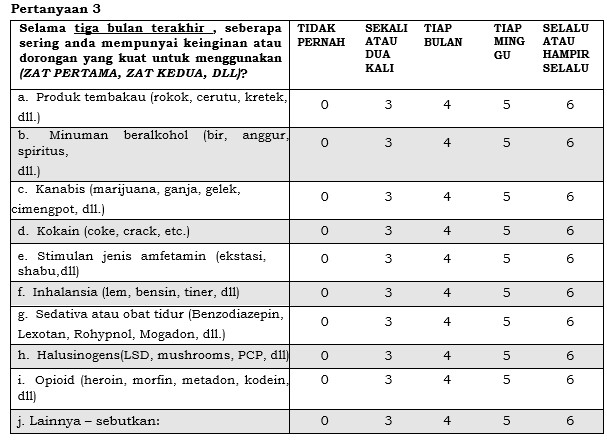 Pertanyaan 3
Selama tiga bulan terakhir , seberapa sering anda mempunyai keinginan atau dorongan yang kuat untuk menggunakan (ZAT PERTAMA, ZAT KEDUA, DLL)? TIDAK PERNAH SEKALI ATAU DUA KALI TIAP BULAN TIAP MING GU SELALU ATAU HAMPIR SELALU
a. Produk tembakau (rokok, cerutu, kretek, dll.) 0 3 4 5 6
b. Minuman beralkohol (bir, anggur, spiritus, dll.) 0 3 4 5 6
c. Kanabis (marijuana, ganja, gelek, cimengpot, dll.) 0 3 4 5 6
d. Kokain (coke, crack, etc.) 0 3 4 5 6
e. Stimulan jenis amfetamin (ekstasi, shabu,dll) 0 3 4 5 6
f. Inhalansia (lem, bensin, tiner, dll) 0 3 4 5 6
g. Sedativa atau obat tidur (Benzodiazepin, Lexotan, Rohypnol, Mogadon, dll.) 0 3 4 5 6
h. Halusinogens(LSD, mushrooms, PCP, dll) 0 3 4 5 6
i. Opioid (heroin, morfin, metadon, kodein, dll) 0 3 4 5 6
j. Lainnya – sebutkan: 0 3 4 5 6